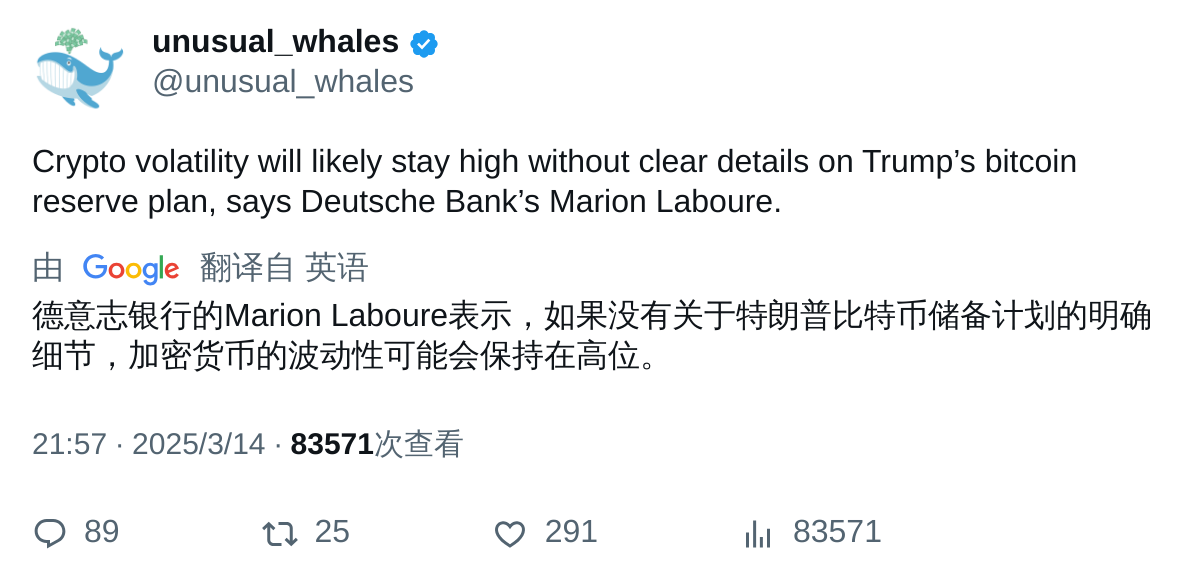 unusual_whales
@unusual_whales
Crypto volatility will likely stay high without clear details on Trump’s bitcoin
reserve plan, says Deutsche Bank’s Marion Laboure.
由 Google 翻译自 英语
德意志银行的Marion Laboure表示，如果没有关于特朗普比特币储备计划的明确
细节，加密货币的波动性可能会保持在高位。
21:57 · 2025/3/14 · 83571次查看
89 25 291 83571